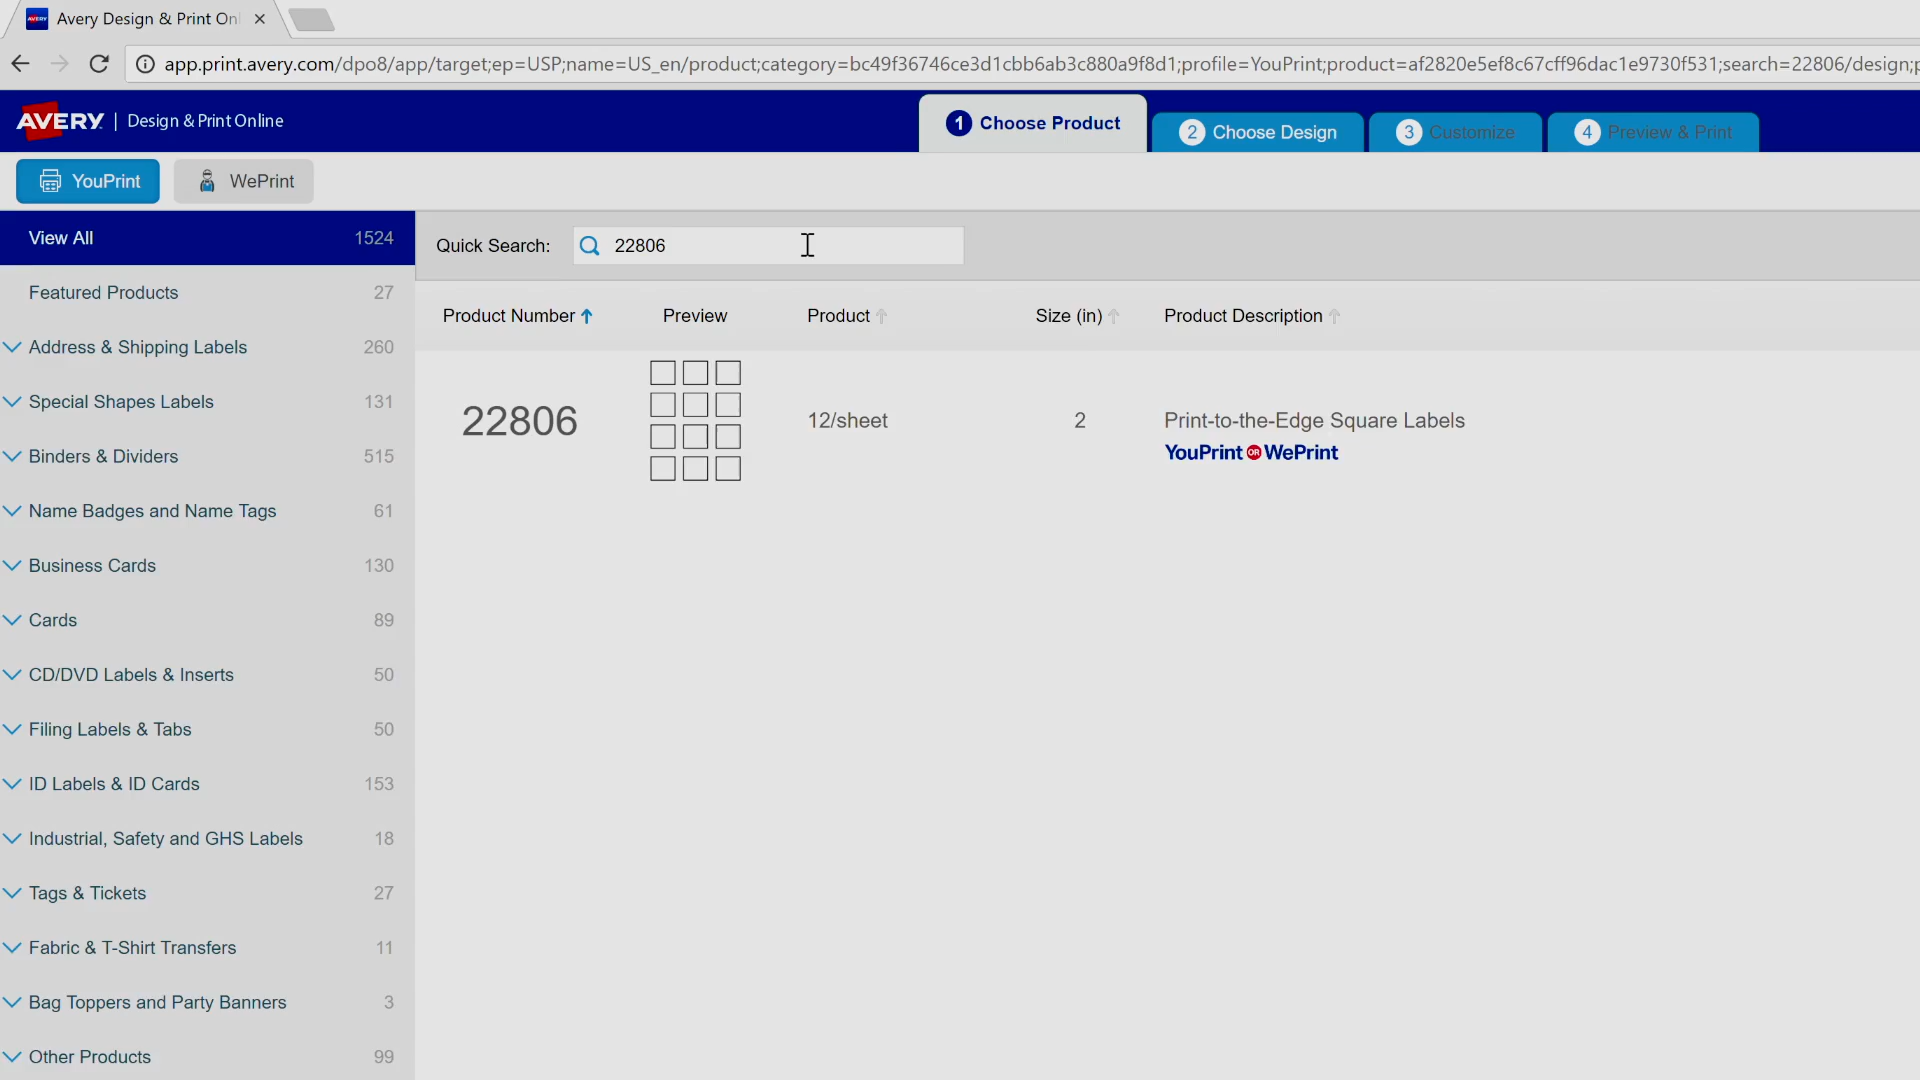 AVERY Avery Design & Print Onl
app.print.avery.com/dpo8/app/target;ep=USP;name=US_en/product;category=bc49f36746ce3d1cbb6ab3c880a9f8d1;profile=YouPrint;product=af2820e5ef8c67cff96dac1e9730f531;search=22806/design;p
AVERY | Design & Print Online
1 Choose Product
2 Choose Design
3 Customize
4 Preview & Print
YouPrint
WePrint
View All 1524
Featured Products 27
Address & Shipping Labels 260
Special Shapes Labels 131
Binders & Dividers 515
Name Badges and Name Tags 61
Business Cards 130
Cards 89
CD/DVD Labels & Inserts 50
Filing Labels & Tabs 50
ID Labels & ID Cards 153
Industrial, Safety and GHS Labels 18
Tags & Tickets 27
Fabric & T-Shirt Transfers 11
Bag Toppers and Party Banners 3
Other Products 99
Quick Search: 22806
Product Number Preview Product Size (in) Product Description
22806 12/sheet 2 Print-to-the-Edge Square Labels
YouPrint OR WePrint